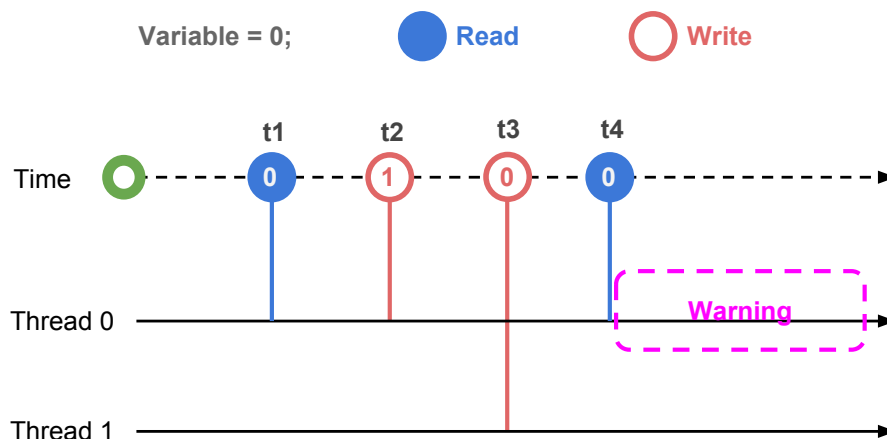 Variable = 0; Read Write
t1 t2 t3 t4
Time 0 1 0 0
Thread 0 Warning
Thread 1